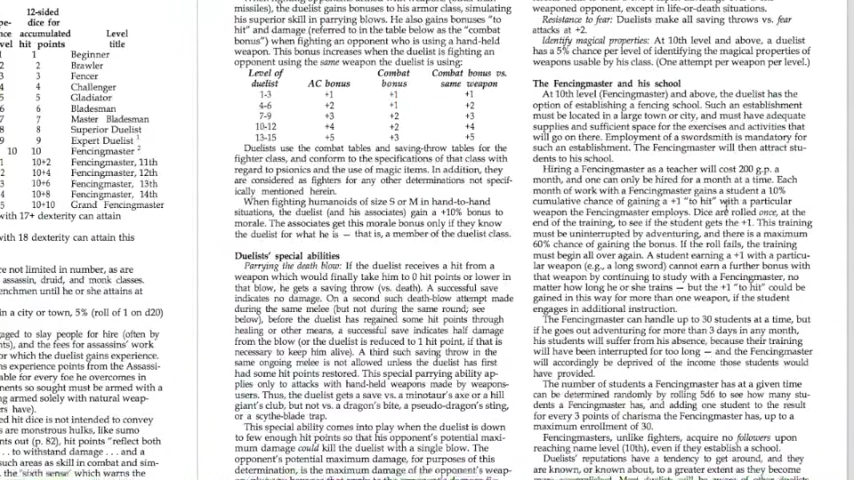 12-sided
pe- dice for
ce accumulated Level
vel hit points title
1 Beginner
2 2 Brawler
3 3 Fencer
4 4 Challenger
5 5 Gladiator
6 6 Bladesman
7 7 Master Bladesman
8 8 Superior Duelist
9 9 Expert Duelist 1
10 10 Fencingmaster 2
1 10+2 Fencingmaster, 11th
2 10+4 Fencingmaster, 12th
3 10+6 Fencingmaster, 13th
4 10+8 Fencingmaster, 14th
5 10+10 Grand Fencingmaster
with 17+ dexterity can attain
with 18 dexterity can attain this
re not limited in number, as are
assassin, druid, and monk classes.
enchmen until he or she attains at
in a city or town, 5% (roll of 1 on d20)
gaged to slay people for hire (often by
nts), and the fees for assassins' work
or which the duelist gains experience.
ns experience points from the Assassi-
able for every foe he overcomes in
nents so sought must be armed with a
ng armed solely with natural weap-
ers have).
d hit dice is not intended to convey
s are monstrous hulks, like sumo
nts out (p. 82), hit points "reflect both
. . . to withstand damage . . . and a
such areas as skill in combat and sim-
the 'sixth sense' which warns the
missiles), the duelist gains bonuses to his armor class, simulating
his superior skill in parrying blows. He also gains bonuses "to
hit" and damage (referred to in the table below as the "combat
bonus") when fighting an opponent who is using a hand-held
weapon. This bonus increases when the duelist is fighting an
opponent using the same weapon the duelist is using:
Level of Combat Combat bonus vs.
duelist AC bonus bonus same weapon
1-3 +1 +1 +1
4-6 +2 +1 +2
7-9 +3 +2 +3
10-12 +4 +2 +4
13-15 +5 +3 +5
Duelists use the combat tables and saving-throw tables for the
fighter class, and conform to the specifications of that class with
regard to psionics and the use of magic items. In addition, they
are considered as fighters for any other determinations not specif-
ically mentioned herein.
When fighting humanoids of size S or M in hand-to-hand
situations, the duelist (and his associates) gain a +10% bonus to
morale. The associates get this morale bonus only if they know
the duelist for what he is — that is, a member of the duelist class.
Duelists' special abilities
Parrying the death blow: If the duelist receives a hit from a
weapon which would finally take him to 0 hit points or lower in
that blow, he gets a saving throw (vs. death). A successful save
indicates no damage. On a second such death-blow attempt made
during the same melee (but not during the same round; see
below), before the duelist has regained some hit points through
healing or other means, a successful save indicates half damage
from the blow (or the duelist is reduced to 1 hit point, if that is
necessary to keep him alive). A third such saving throw in the
same ongoing melee is not allowed unless the duelist has first
had some hit points restored. This special parrying ability ap-
plies only to attacks with hand-held weapons made by weapons-
users. Thus, the duelist gets a save vs. a minotaur's axe or a hill
giant's club, but not vs. a dragon's bite, a pseudo-dragon's sting,
or a scythe-blade trap.
This special ability comes into play when the duelist is down
to few enough hit points so that his opponent's potential maxi-
mum damage could kill the duelist with a single blow. The
opponent's potential maximum damage, for purposes of this
determination, is the maximum damage of the opponent's weap-
weaponed opponent, except in life-or-death situations.
Resistance to fear: Duelists make all saving throws vs. fear
attacks at +2.
Identify magical properties: At 10th level and above, a duelist
has a 5% chance per level of identifying the magical properties of
weapons usable by his class. (One attempt per weapon per level.)
The Fencingmaster and his school
At 10th level (Fencingmaster) and above, the duelist has the
option of establishing a fencing school. Such an establishment
must be located in a large town or city, and must have adequate
supplies and sufficient space for the exercises and activities that
will go on there. Employment of a swordsmith is mandatory for
such an establishment. The Fencingmaster will then attract stu-
dents to his school.
Hiring a Fencingmaster as a teacher will cost 200 g.p. a
month, and one can only be hired for a month at a time. Each
month of work with a Fencingmaster gains a student a 10%
cumulative chance of gaining a +1 "to hit" with a particular
weapon the Fencingmaster employs. Dice are rolled once, at the
end of the training, to see if the student gets the +1. This training
must be uninterrupted by adventuring, and there is a maximum
60% chance of gaining the bonus. If the roll fails, the training
must begin all over again. A student earning a +1 with a particu-
lar weapon (e.g., a long sword) cannot earn a further bonus with
that weapon by continuing to study with a Fencingmaster, no
matter how long he or she trains — but the +1 "to hit" could be
gained in this way for more than one weapon, if the student
engages in additional instruction.
The Fencingmaster can handle up to 30 students at a time, but
if he goes out adventuring for more than 3 days in any month,
his students will suffer from his absence, because their training
will have been interrupted for too long — and the Fencingmaster
will accordingly be deprived of the income those students would
have provided.
The number of students a Fencingmaster has at a given time
can be determined randomly by rolling 5d6 to see how many stu-
dents a Fencingmaster has, and adding one student to the result
for every 3 points of charisma the Fencingmaster has, up to a
maximum enrollment of 30.
Fencingmasters, unlike fighters, acquire no followers upon
reaching name level (10th), even if they establish a school.
Duelists' reputations have a tendency to get around, and they
are known, or known about, to a greater extent as they become